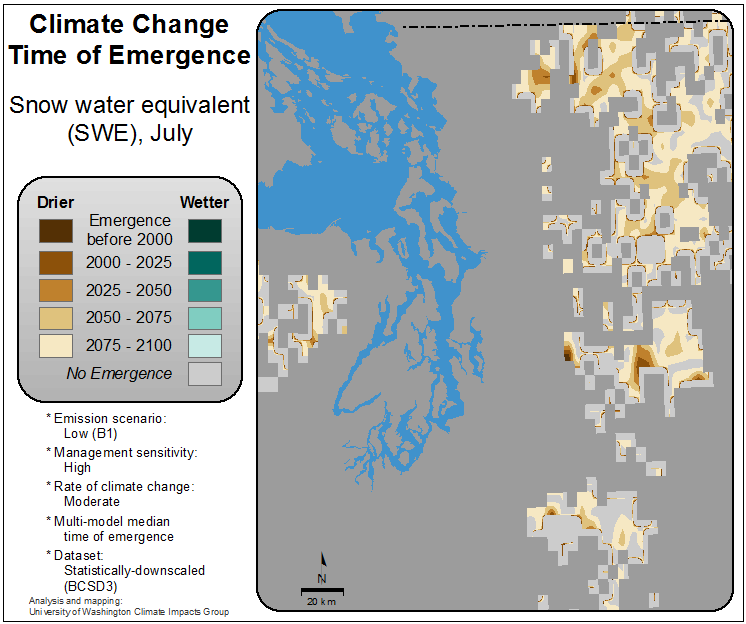 Climate Change
Time of Emergence
Snow water equivalent
(SWE), July
Drier Wetter
Emergence
before 2000
2000 - 2025
2025 - 2050
2050 - 2075
2075 - 2100
No Emergence
* Emission scenario:
Low (B1)
* Management sensitivity:
High
* Rate of climate change:
Moderate
* Multi-model median
time of emergence
* Dataset:
Statistically-downscaled
(BCSD3)
Analysis and mapping:
University of Washington Climate Impacts Group
N
20 km